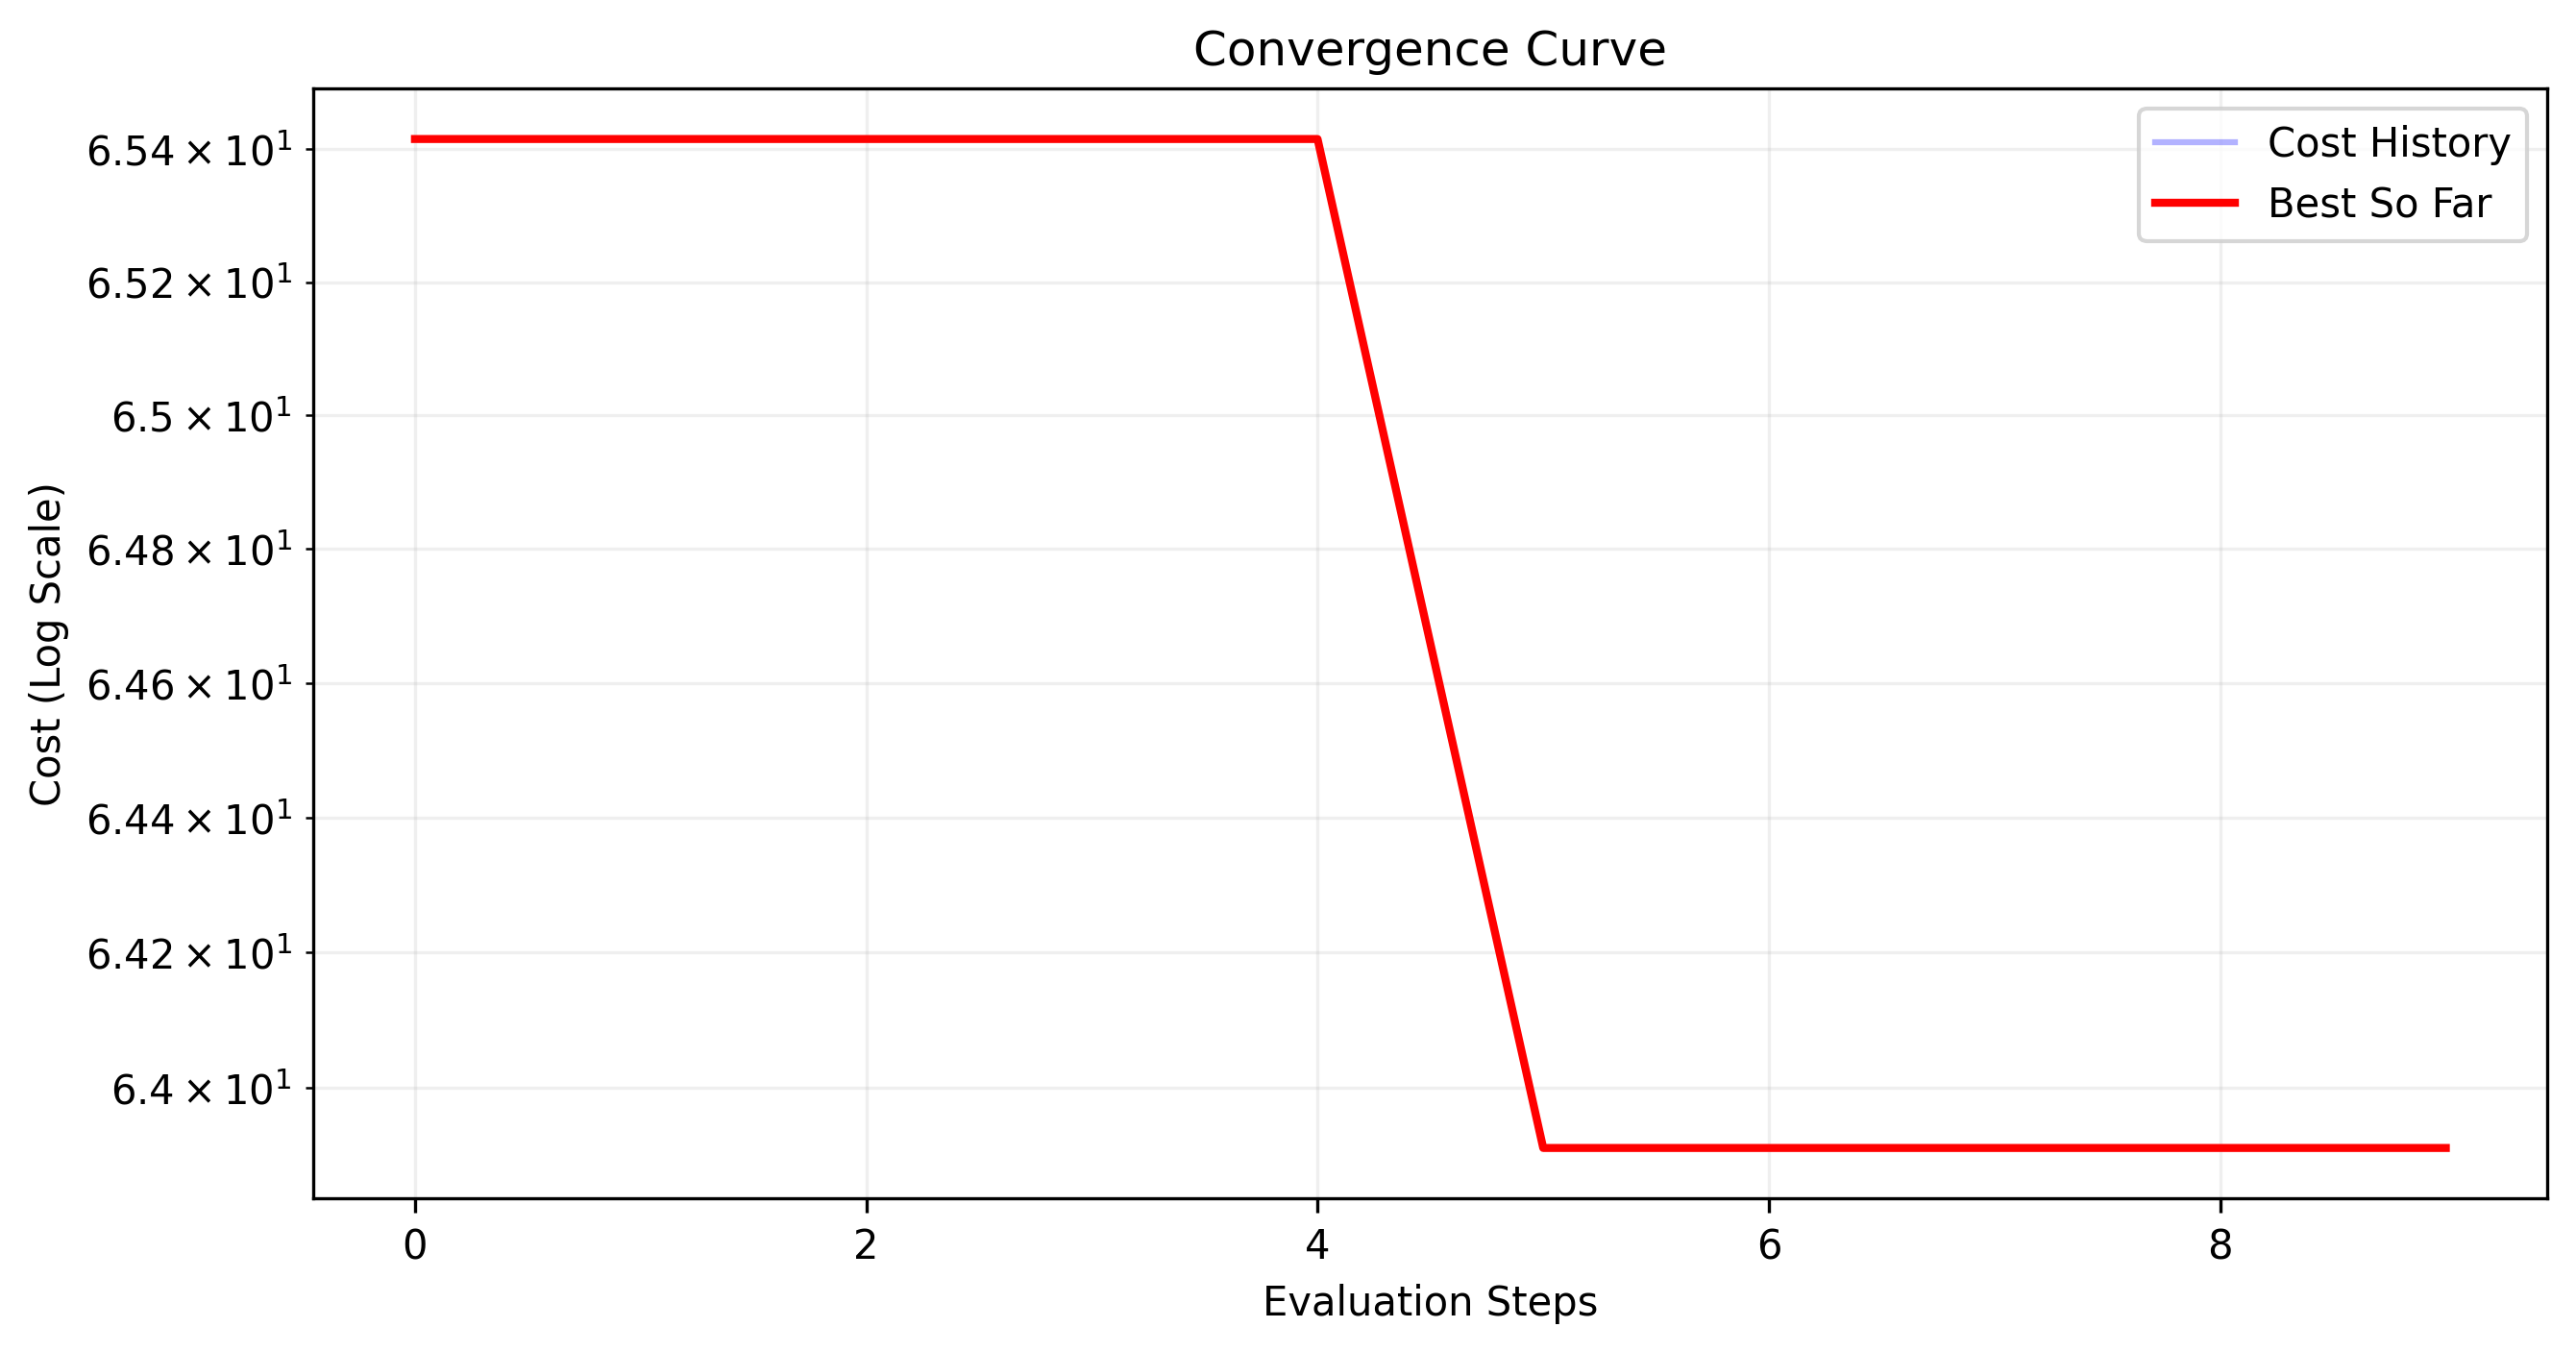 Convergence Curve
Cost History
Best So Far
6.54 × 10¹
6.52 × 10¹
6.5 × 10¹
6.48 × 10¹
6.46 × 10¹
6.44 × 10¹
6.42 × 10¹
6.4 × 10¹
Cost (Log Scale)
0 2 4 6 8
Evaluation Steps